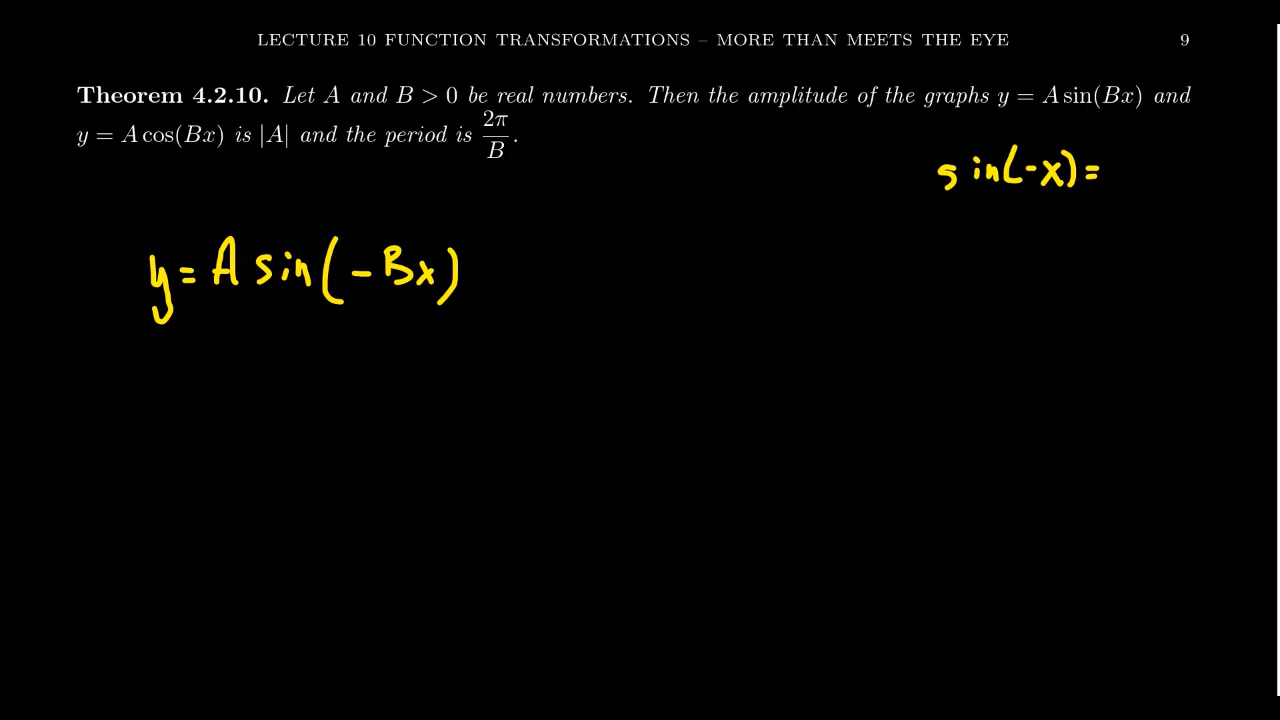 LECTURE 10 FUNCTION TRANSFORMATIONS – MORE THAN MEETS THE EYE 9
Theorem 4.2.10. Let A and B > 0 be real numbers. Then the amplitude of the graphs y = A sin(Bx) and
y = A cos(Bx) is |A| and the period is 2π/B.
sin(-x)=
y = A sin(-Bx)